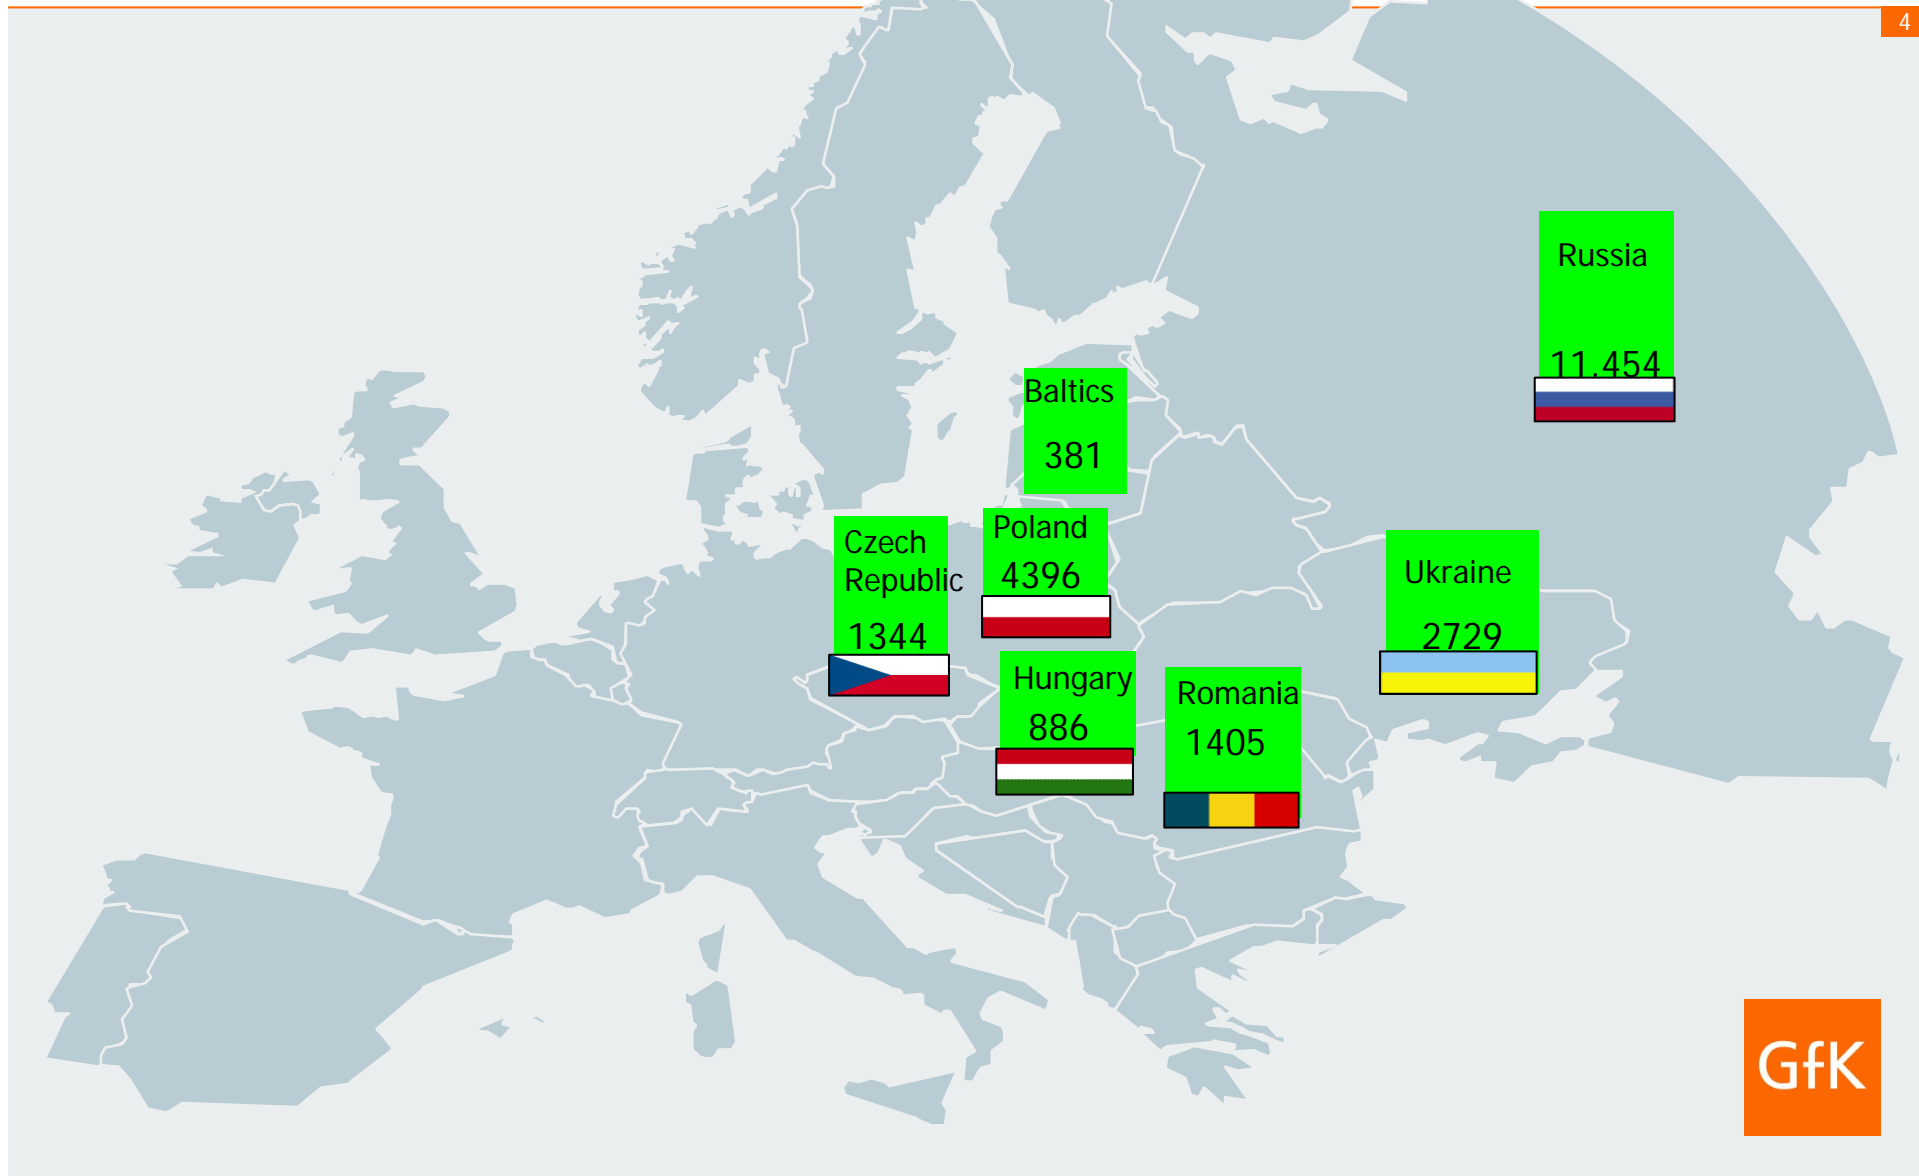 4
Russia
11.454
Baltics
381
Czech
Republic
1344
Poland
4396
Ukraine
2729
Hungary
886
Romania
1405
GfK